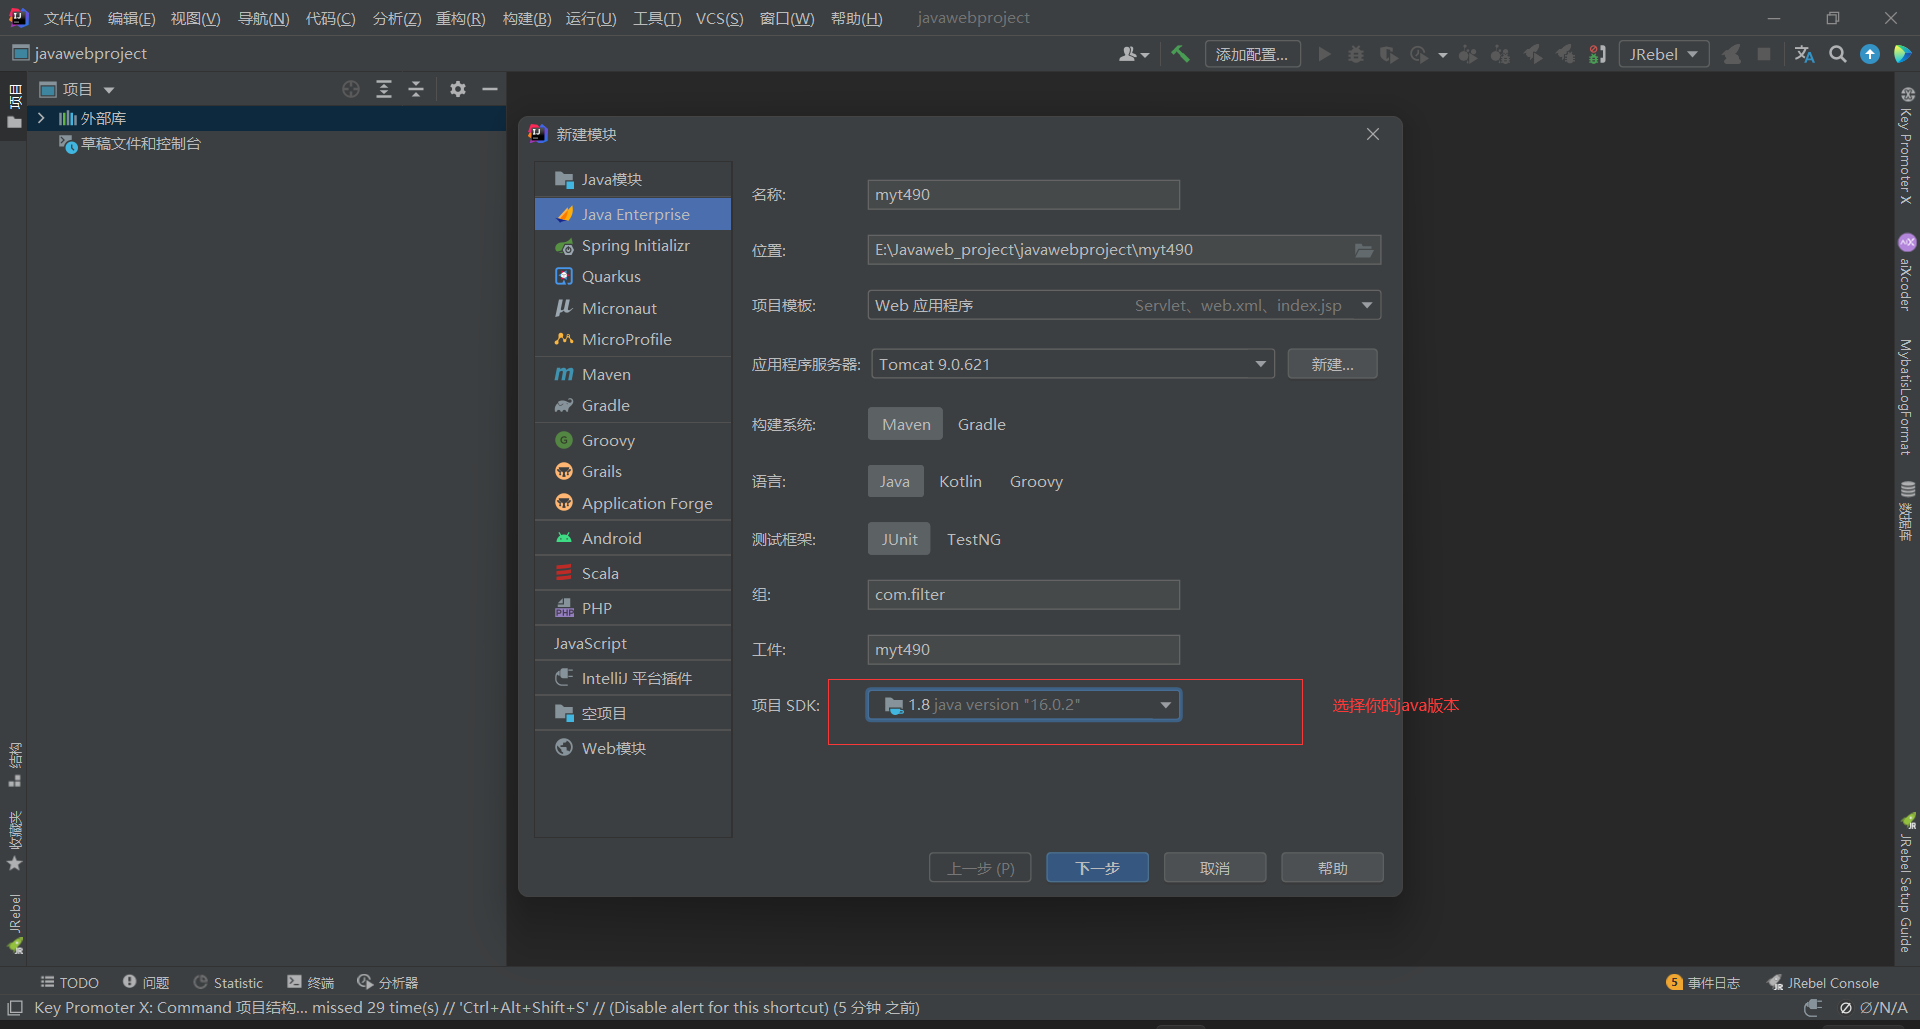 文件(F) 编辑(E) 视图(V) 导航(N) 代码(C) 分析(Z) 重构(R) 构建(B) 运行(U) 工具(T) VCS(S) 窗口(W) 帮助(H) javawebproject
javawebproject
添加配置...
JRebel
项目
项目
外部库
草稿文件和控制台
结构
收藏夹
JRebel
新建模块
Java模块
Java Enterprise
Spring Initializr
Quarkus
Micronaut
MicroProfile
Maven
Gradle
Groovy
Grails
Application Forge
Android
Scala
PHP
JavaScript
IntelliJ 平台插件
空项目
Web模块
名称: myt490
位置: E:\Javaweb_project\javawebproject\myt490
项目模板: Web 应用程序 Servlet、web.xml、index.jsp
应用程序服务器: Tomcat 9.0.621 新建...
构建系统: Maven Gradle
语言: Java Kotlin Groovy
测试框架: JUnit TestNG
组: com.filter
工件: myt490
项目 SDK: 1.8 java version "16.0.2" 选择你的java版本
上一步 (P) 下一步 取消 帮助
Key Promoter X
aiXcoder
MybatisLogFormat
数据库
JRebel Setup Guide
TODO 问题 Statistic 终端 分析器 5 事件日志 JRebel Console
Key Promoter X: Command 项目结构... missed 29 time(s) // 'Ctrl+Alt+Shift+S' // (Disable alert for this shortcut) (5 分钟 之前) ∅ ∅/N/A